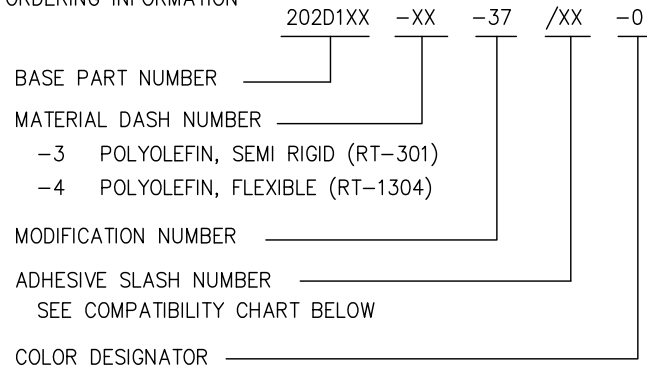 ORDERING INFORMATION
202D1XX -XX -37 /XX -0
BASE PART NUMBER
MATERIAL DASH NUMBER
-3 POLYOLEFIN, SEMI RIGID (RT-301)
-4 POLYOLEFIN, FLEXIBLE (RT-1304)
MODIFICATION NUMBER
ADHESIVE SLASH NUMBER
SEE COMPATIBILITY CHART BELOW
COLOR DESIGNATOR